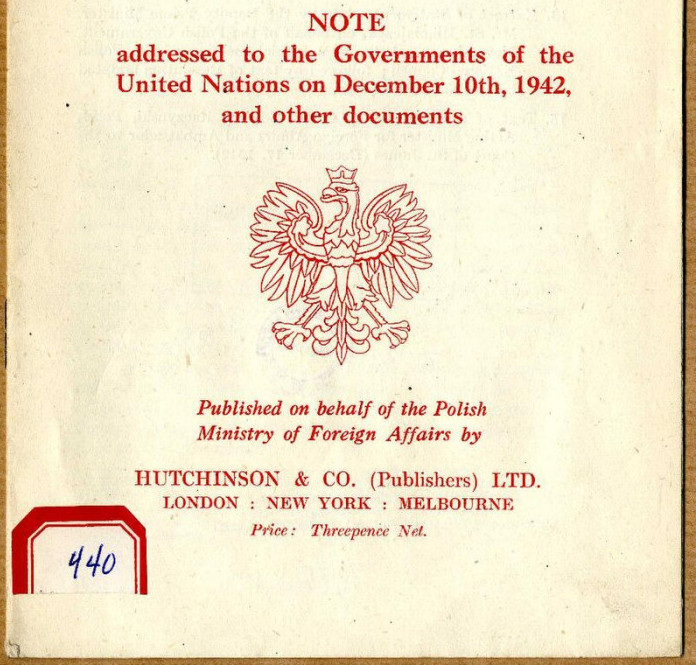 NOTE
addressed to the Governments of the
United Nations on December 10th, 1942,
and other documents
Published on behalf of the Polish
Ministry of Foreign Affairs by
HUTCHINSON & CO. (Publishers) LTD.
LONDON : NEW YORK : MELBOURNE
Price: Threepence Net.
440